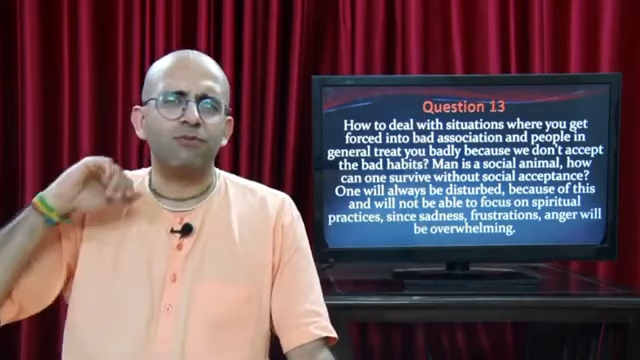 Question 13
How to deal with situations where you get
forced into bad association and people in
general treat you badly because we don't accept
the bad habits? Man is a social animal, how
can one survive without social acceptance?
One will always be disturbed, because of this
and will not be able to focus on spiritual
practices, since sadness, frustrations, anger will
be overwhelming.